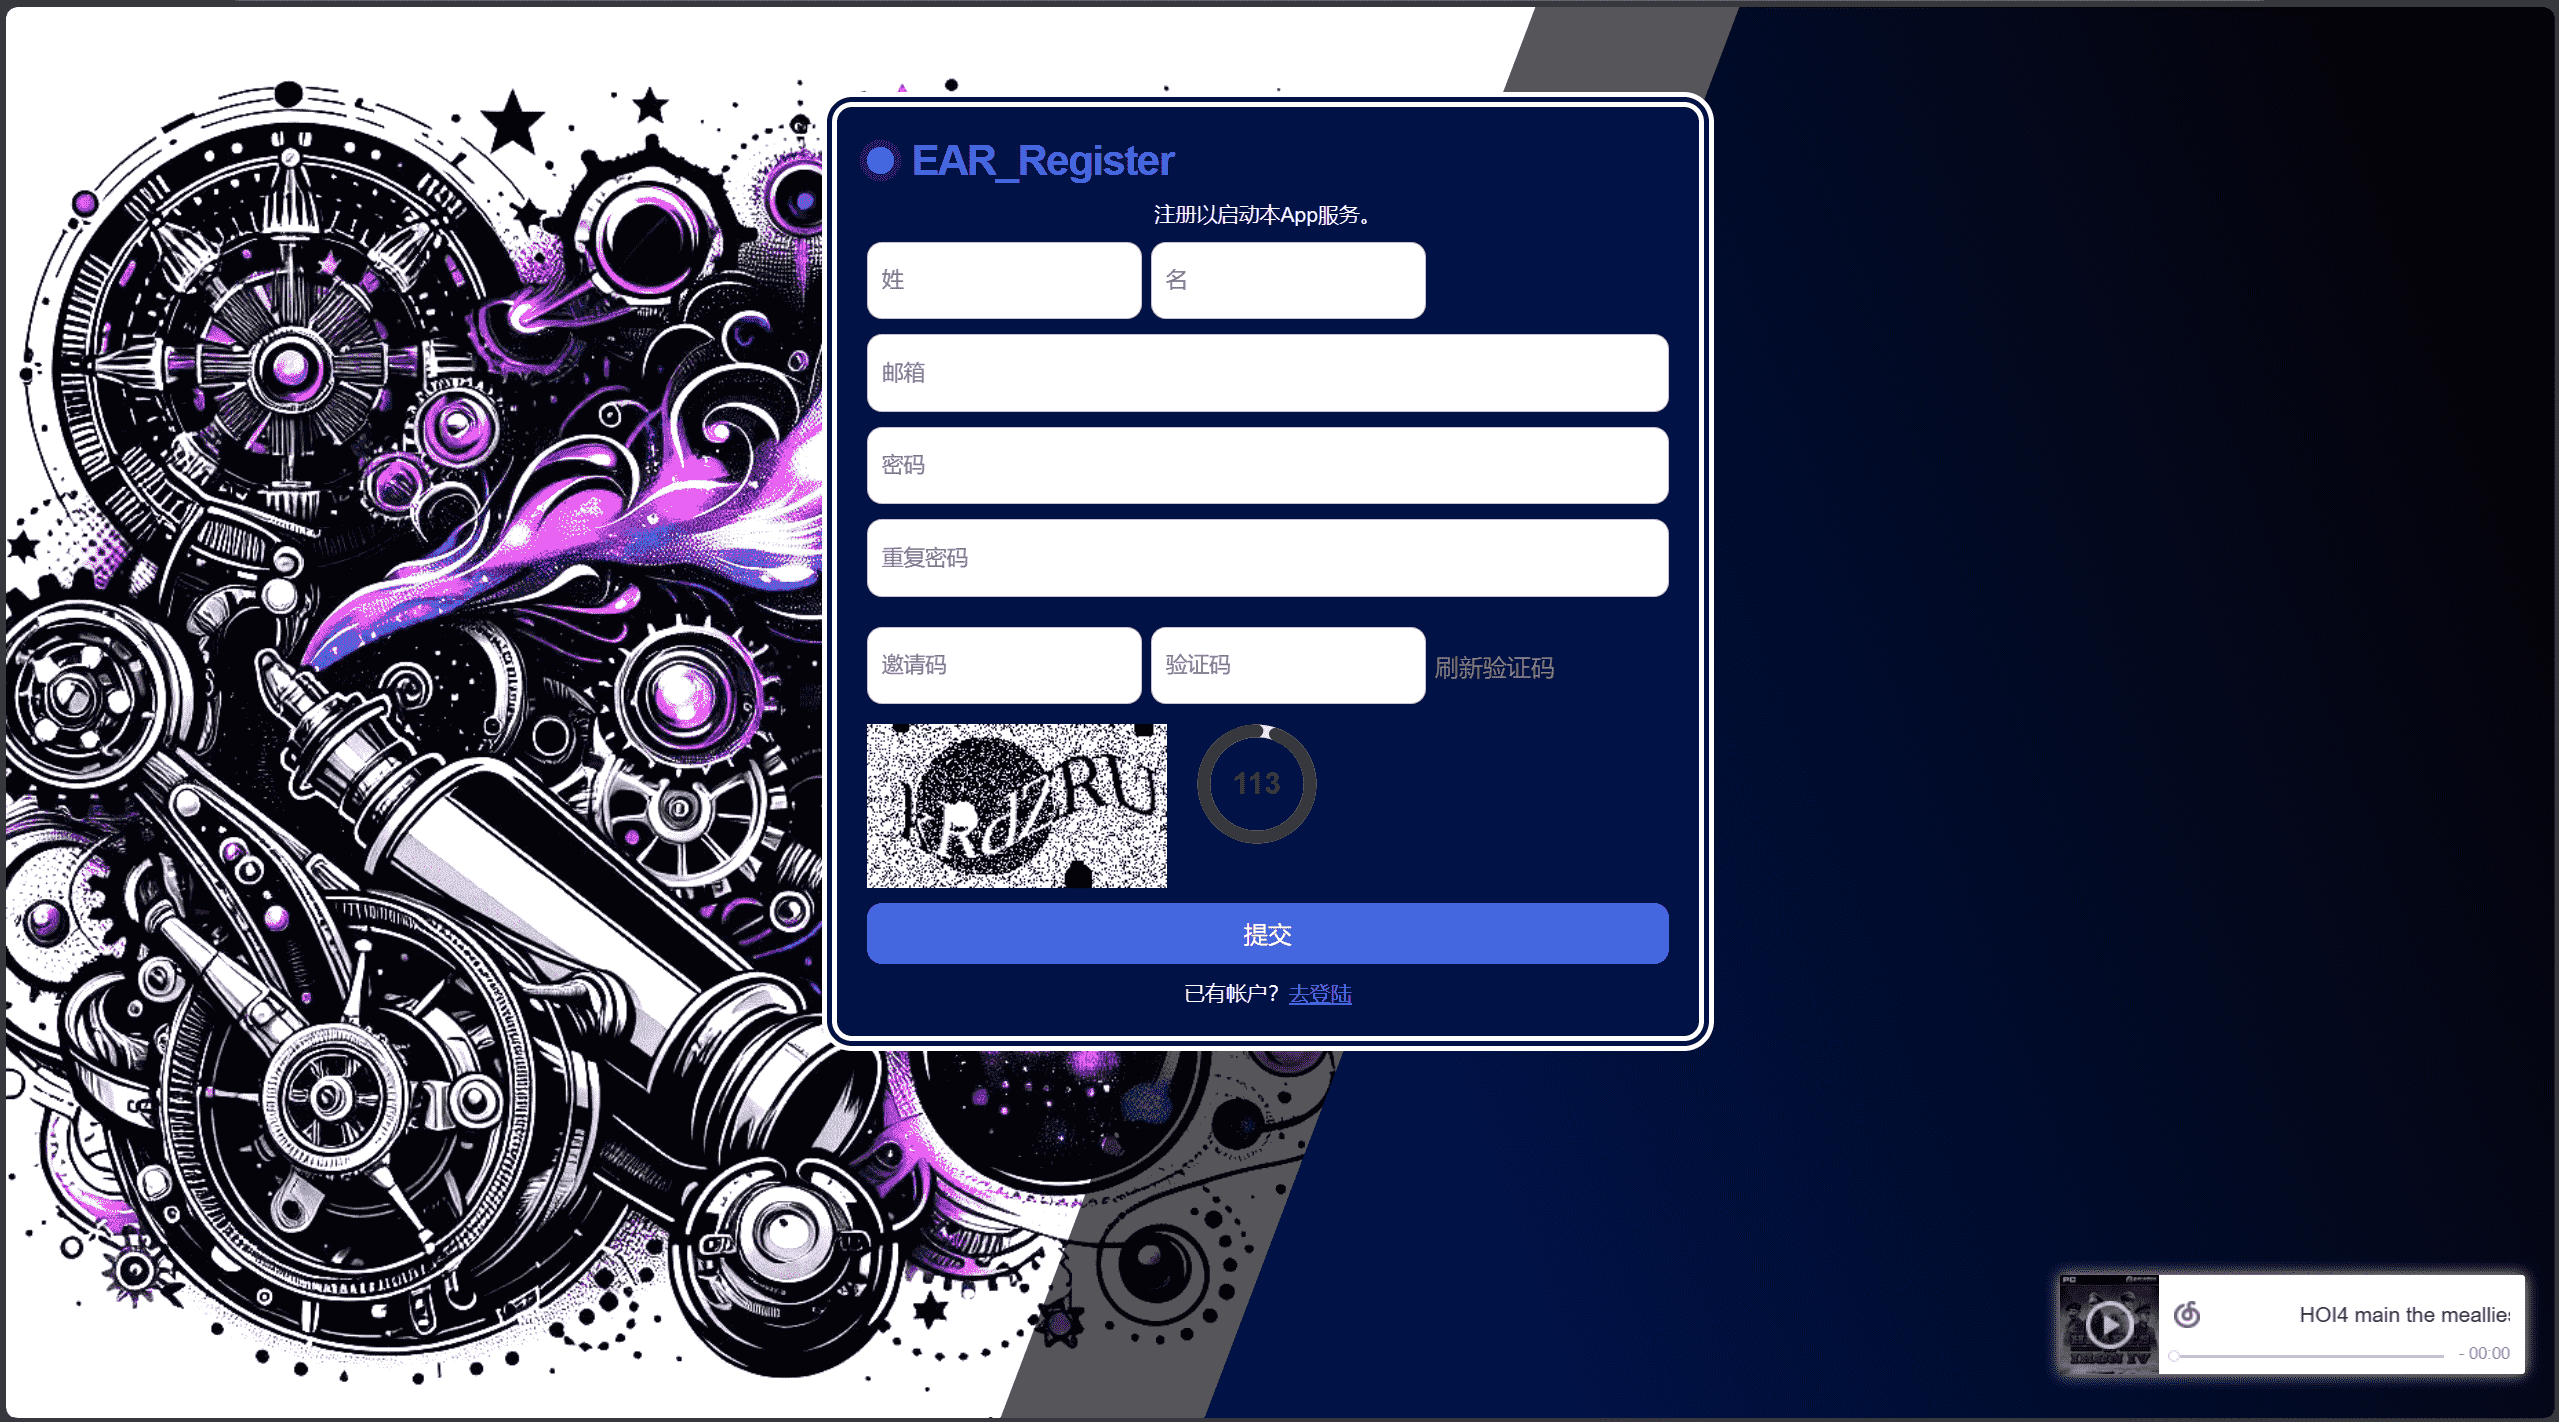 EAR_Register
注册以启动本App服务。
姓 名
邮箱
密码
重复密码
邀请码 验证码 刷新验证码
113
提交
已有帐户？去登陆
HOI4 main the meallies
- 00:00